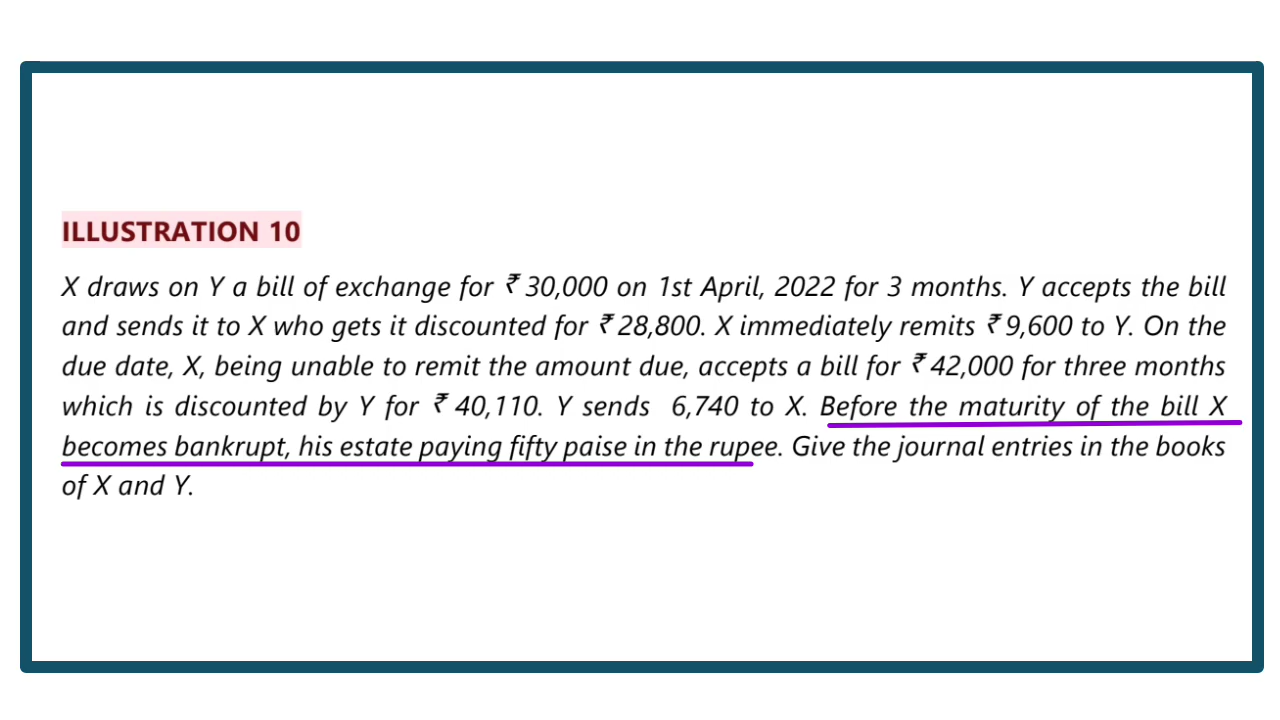 ILLUSTRATION 10
X draws on Y a bill of exchange for ₹ 30,000 on 1st April, 2022 for 3 months. Y accepts the bill
and sends it to X who gets it discounted for ₹ 28,800. X immediately remits ₹ 9,600 to Y. On the
due date, X, being unable to remit the amount due, accepts a bill for ₹ 42,000 for three months
which is discounted by Y for ₹ 40,110. Y sends 6,740 to X. Before the maturity of the bill X
becomes bankrupt, his estate paying fifty paise in the rupee. Give the journal entries in the books
of X and Y.